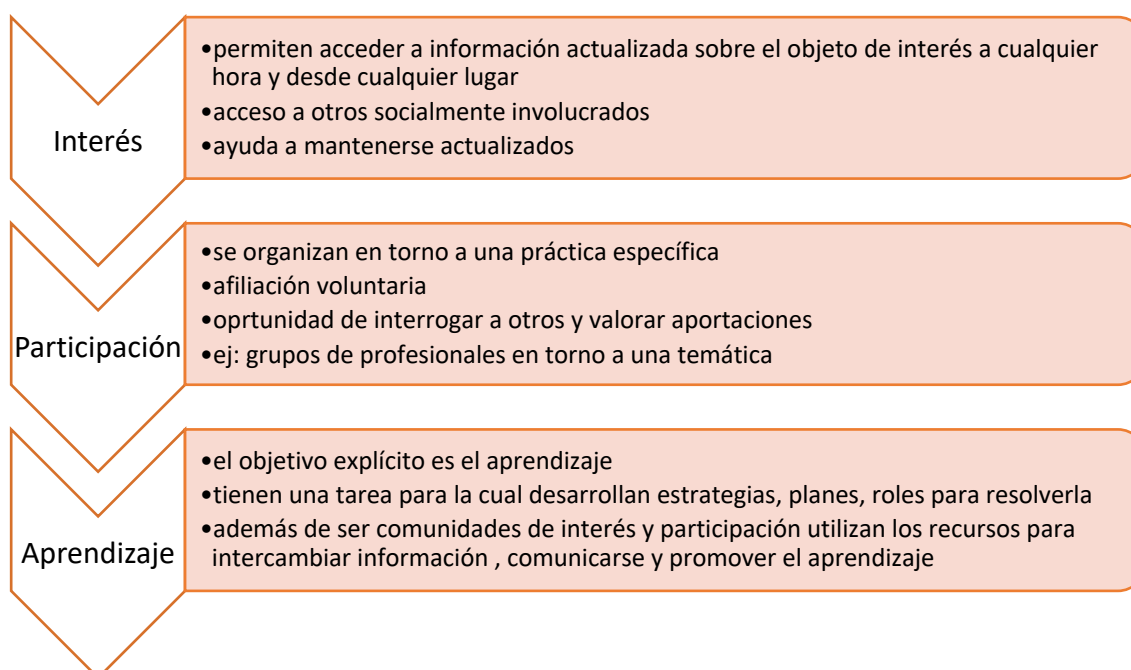 Interés
•permiten acceder a información actualizada sobre el objeto de interés a cualquier
hora y desde cualquier lugar
•acceso a otros socialmente involucrados
•ayuda a mantenerse actualizados
Participación
•se organizan en torno a una práctica específica
•afiliación voluntaria
•oprtunidad de interrogar a otros y valorar aportaciones
•ej: grupos de profesionales en torno a una temática
Aprendizaje
•el objetivo explícito es el aprendizaje
•tienen una tarea para la cual desarrollan estrategias, planes, roles para resolverla
•además de ser comunidades de interés y participación utilizan los recursos para
intercambiar información , comunicarse y promover el aprendizaje